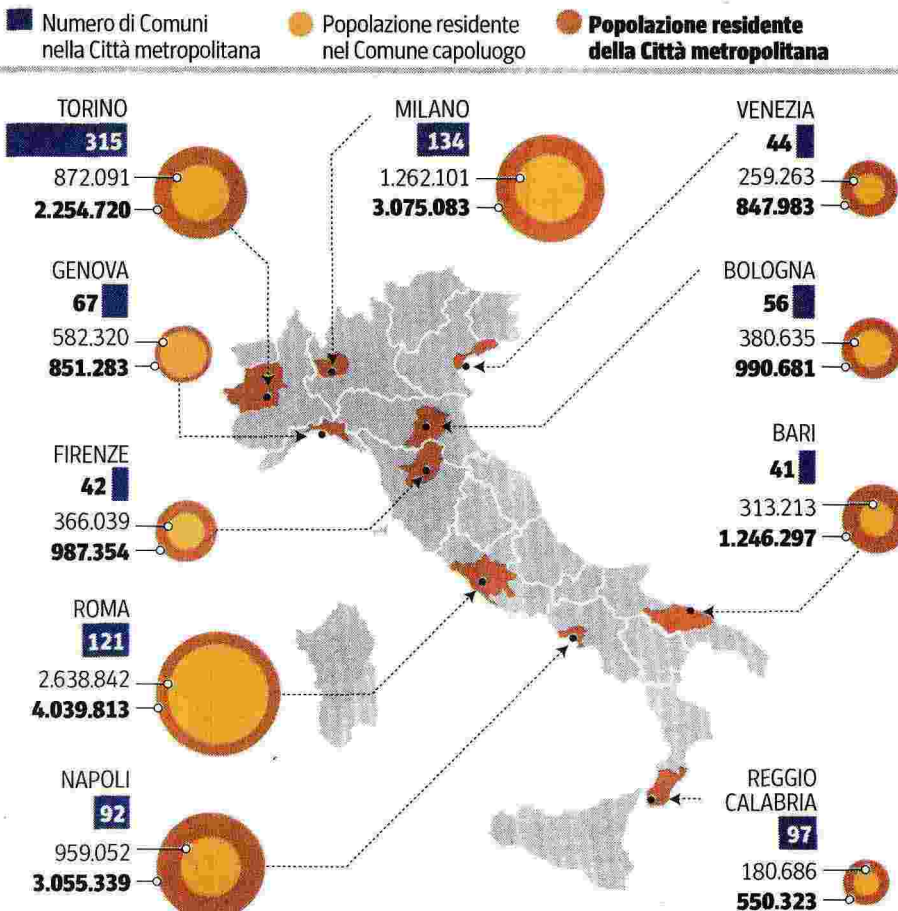 Numero di Comuni
nella Città metropolitana
Popolazione residente
nel Comune capoluogo
Popolazione residente
della Città metropolitana
TORINO
315
872.091
2.254.720
MILANO
134
1.262.101
3.075.083
VENEZIA
44
259.263
847.983
GENOVA
67
582.320
851.283
BOLOGNA
56
380.635
990.681
FIRENZE
42
366.039
987.354
BARI
41
313.213
1.246.297
ROMA
121
2.638.842
4.039.813
NAPOLI
92
959.052
3.055.339
REGGIO
CALABRIA
97
180.686
550.323